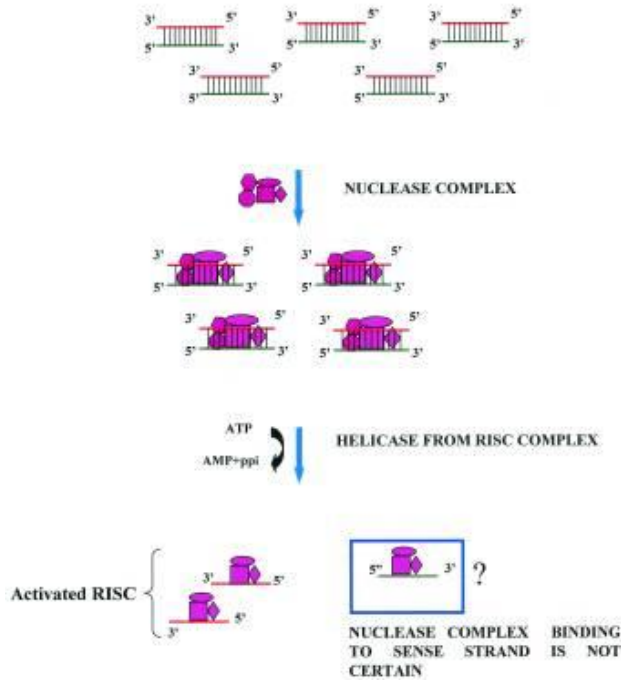 3' 5' 3' 5' 3' 5'
5' 3' 5' 3' 5' 3'
3' 5' 3' 5'
5' 3' 5' 3'
NUCLEASE COMPLEX
3' 5' 3' 5'
5' 3' 5' 3'
3' 5' 3' 5'
5' 3' 5' 3'
ATP
HELICASE FROM RISC COMPLEX
AMP+ppi
Activated RISC
3' 5'
3' 5'
5'' 3'
?
NUCLEASE COMPLEX BINDING
TO SENSE STRAND IS NOT
CERTAIN